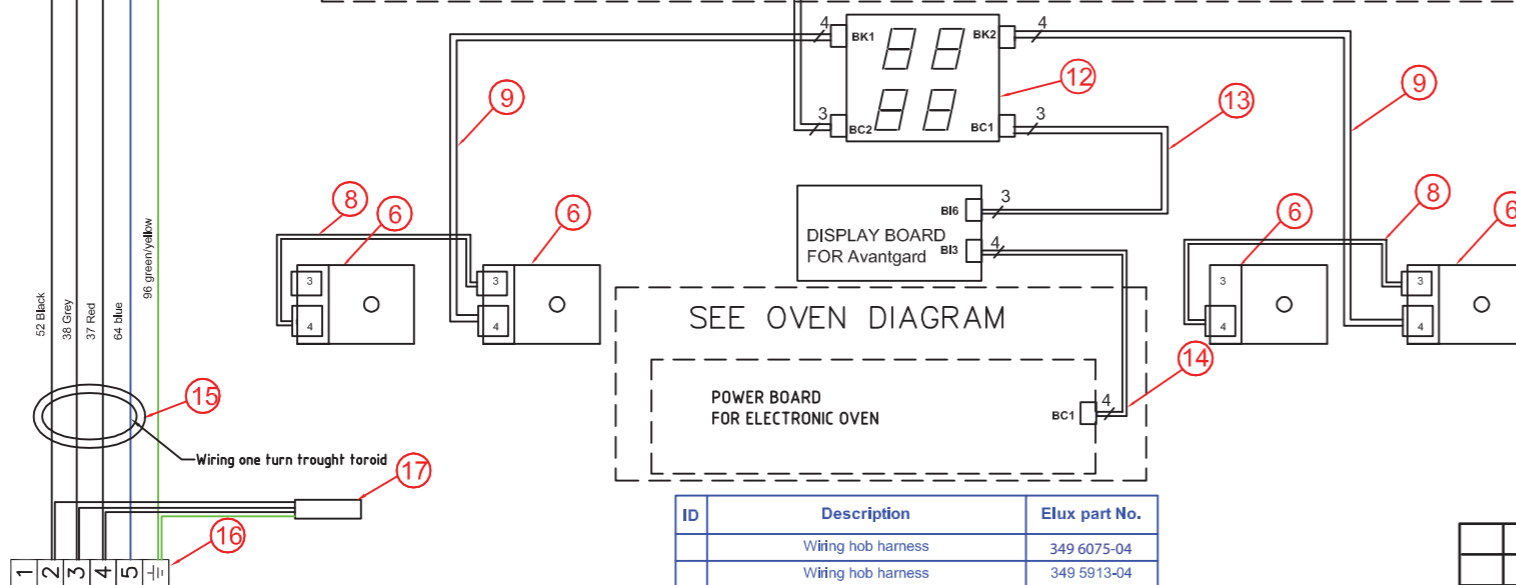 4
BK1
BK2
4
12
9
13
9
3
BC2
BC1
3
8
6
6
BI6
3
DISPLAY BOARD
FOR Avantgard
BI3
4
6
8
6
3
4
3
4
3
4
3
4
52 Black
38 Grey
37 Red
64 blue
96 green/yellow
SEE OVEN DIAGRAM
14
POWER BOARD
FOR ELECTRONIC OVEN
BC1
4
15
Wiring one turn trought toroid
17
16
1
2
3
4
5
ID Description Elux part No.
Wiring hob harness 349 6075-04
Wiring hob harness 349 5913-04